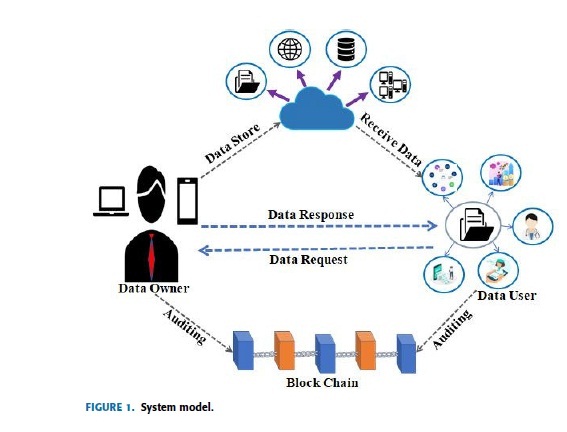 Data Store
Receive Data
Data Response
Data Request
Data Owner
Data User
Auditing
Auditing
Block Chain
FIGURE 1. System model.